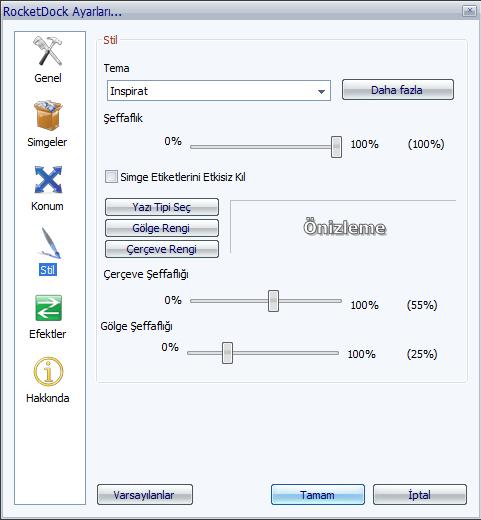 RocketDock Ayarları...
Genel
Simgeler
Konum
Stil
Efektler
Hakkında
Stil
Tema
Inspirat
Daha fazla
Şeffaflık
0% 100% (100%)
Simge Etiketlerini Etkisiz Kıl
Yazı Tipi Seç
Gölge Rengi
Çerçeve Rengi
Önizleme
Çerçeve Şeffaflığı
0% 100% (55%)
Gölge Şeffaflığı
0% 100% (25%)
Varsayılanlar
Tamam
İptal